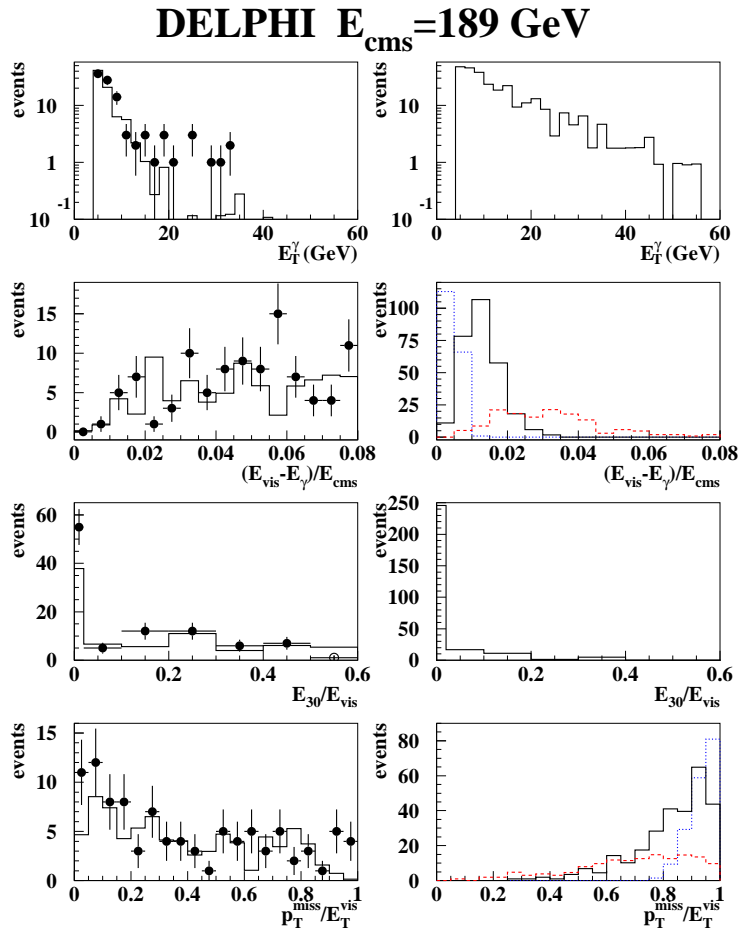 DELPHI E_cms=189 GeV
events
10
1
10^-1
0 20 40 60
E_T^γ (GeV)
events
10
1
10^-1
0 20 40 60
E_T^γ (GeV)
events
15
10
5
0
0 0.02 0.04 0.06 0.08
(E_vis-E_γ)/E_cms
events
100
75
50
25
0
0 0.02 0.04 0.06 0.08
(E_vis-E_γ)/E_cms
events
60
40
20
0
0 0.2 0.4 0.6
E_30/E_vis
events
250
200
150
100
50
0
0 0.2 0.4 0.6
E_30/E_vis
events
15
10
5
0
0 0.2 0.4 0.6 0.8 1
p_T^miss/E_T^vis
events
80
60
40
20
0
0 0.2 0.4 0.6 0.8 1
p_T^miss/E_T^vis